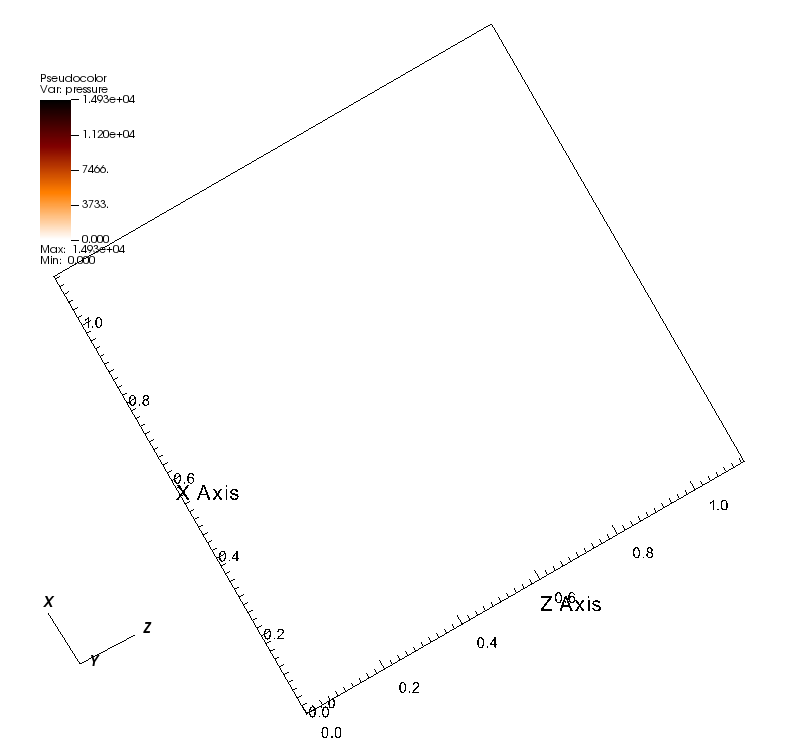 Pseudocolor
Var: pressure
1.493e+04
1.120e+04
7466.
3733.
0.000
Max: 1.493e+04
Min: 0.000
1.0
0.8
0.6
X Axis
0.4
0.2
0.0
0.0
0.2
0.4
0.6
Z Axis
0.8
1.0
X
Z
Y